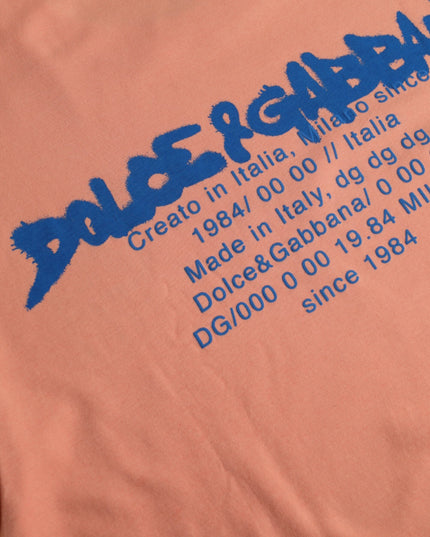 DOLCE & GABBA
Creato in Italia, Milano since
1984/ 00 00 // Italia
Made in Italy, dg dg dg
Dolce&Gabbana/ 0 00
DG/000 0 00 19.84 MI
since 1984